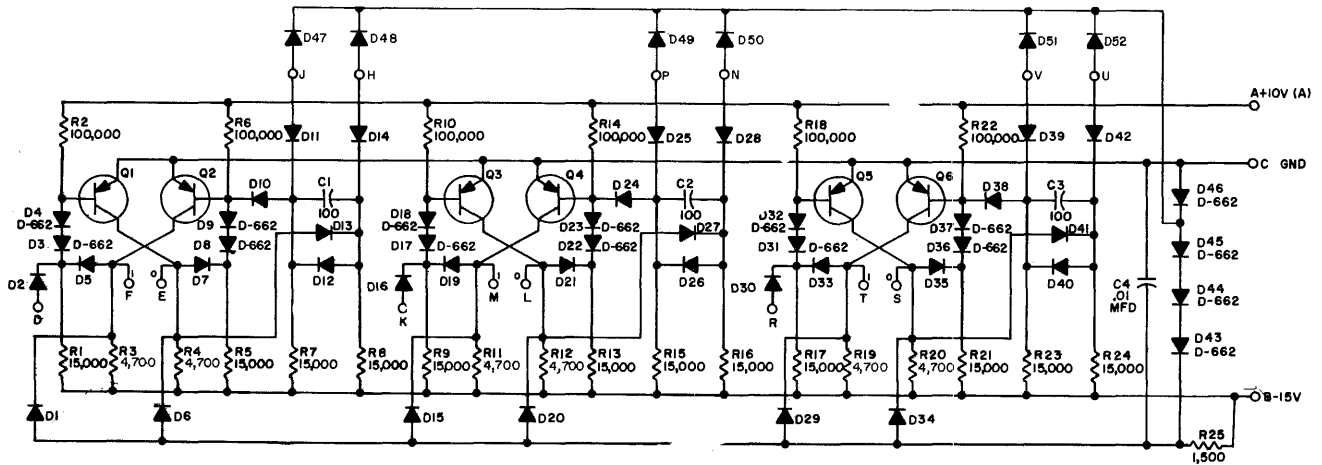 D47 D48 D49 D50 D51 D52
J H P N V U
A+10V (A)
R2 100,000
R6 100,000
D11
D14
R10 100,000
R14 100,000
D25
D28
R18 100,000
R22 100,000
D39
D42
C GND
Q1 Q2 D10 C1 100
Q3 Q4 D24 C2 100
Q5 Q6 D38 C3 100
D46 D-662
D4 D-662
D9 D-662
D13
D18 D-662
D23 D-662
D27
D32 D-662
D37 D-662
D41
D3 D-662
D8
D17 D-662
D22
D31 D-662
D36
D45 D-662
D2 D5 1 0 D7 D12
D16 D19 1 0 D21 D26
D30 D33 1 0 D35 D40
D F E
K M L
R T S
C4 .01 MFD
D44 D-662
R1 15,000
R3 4,700
R4 4,700
R5 15,000
R7 15,000
R8 15,000
R9 15,000
R11 4,700
R12 4,700
R13 15,000
R15 15,000
R16 15,000
R17 15,000
R19 4,700
R20 4,700
R21 15,000
R23 15,000
R24 15,000
D43 D-662
B-15V
D1 D6 D15 D20 D29 D34
R25 1,500